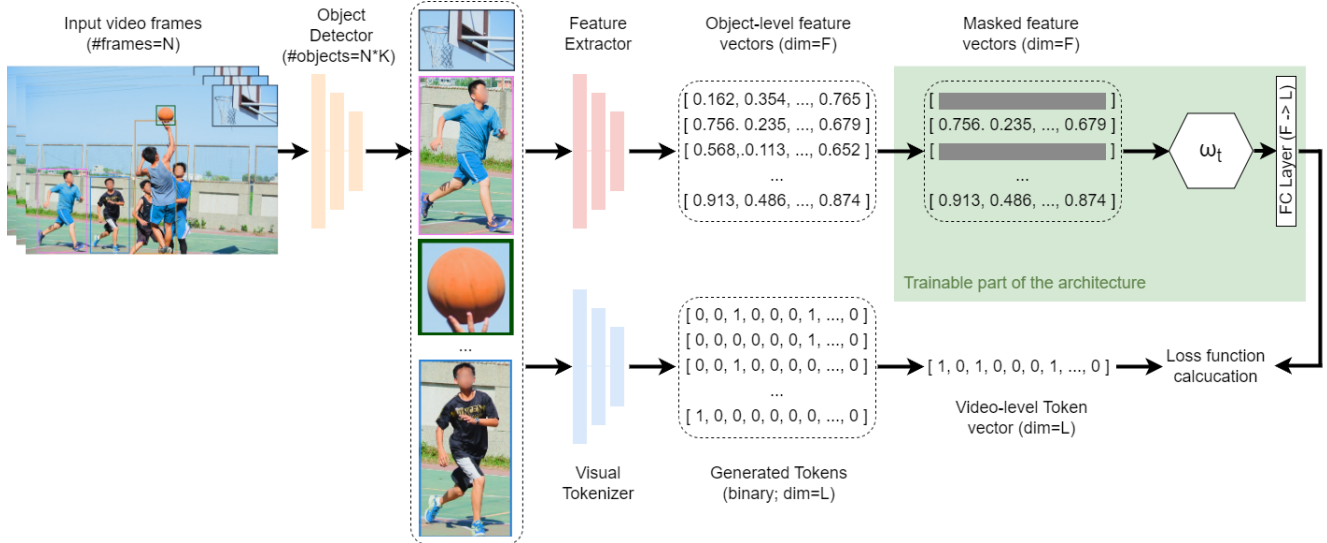 Input video frames
(#frames=N)
Object
Detector
(#objects=N*K)
Feature
Extractor
Object-level feature
vectors (dim=F)
Masked feature
vectors (dim=F)
[ 0.162, 0.354, ..., 0.765 ]
[ 0.756. 0.235, ..., 0.679 ]
[ 0.568,.0.113, ..., 0.652 ]
...
[ 0.913, 0.486, ..., 0.874 ]
[ ]
[ 0.756. 0.235, ..., 0.679 ]
[ ]
...
[ 0.913, 0.486, ..., 0.874 ]
ω_t
FC Layer (F -> L)
Trainable part of the architecture
...
Visual
Tokenizer
[ 0, 0, 1, 0, 0, 0, 1, ..., 0 ]
[ 0, 0, 0, 0, 0, 0, 1, ..., 0 ]
[ 0, 0, 1, 0, 0, 0, 0, ..., 0 ]
...
[ 1, 0, 0, 0, 0, 0, 0, ..., 0 ]
Generated Tokens
(binary; dim=L)
[ 1, 0, 1, 0, 0, 0, 1, ..., 0 ]
Video-level Token
vector (dim=L)
Loss function
calcucation